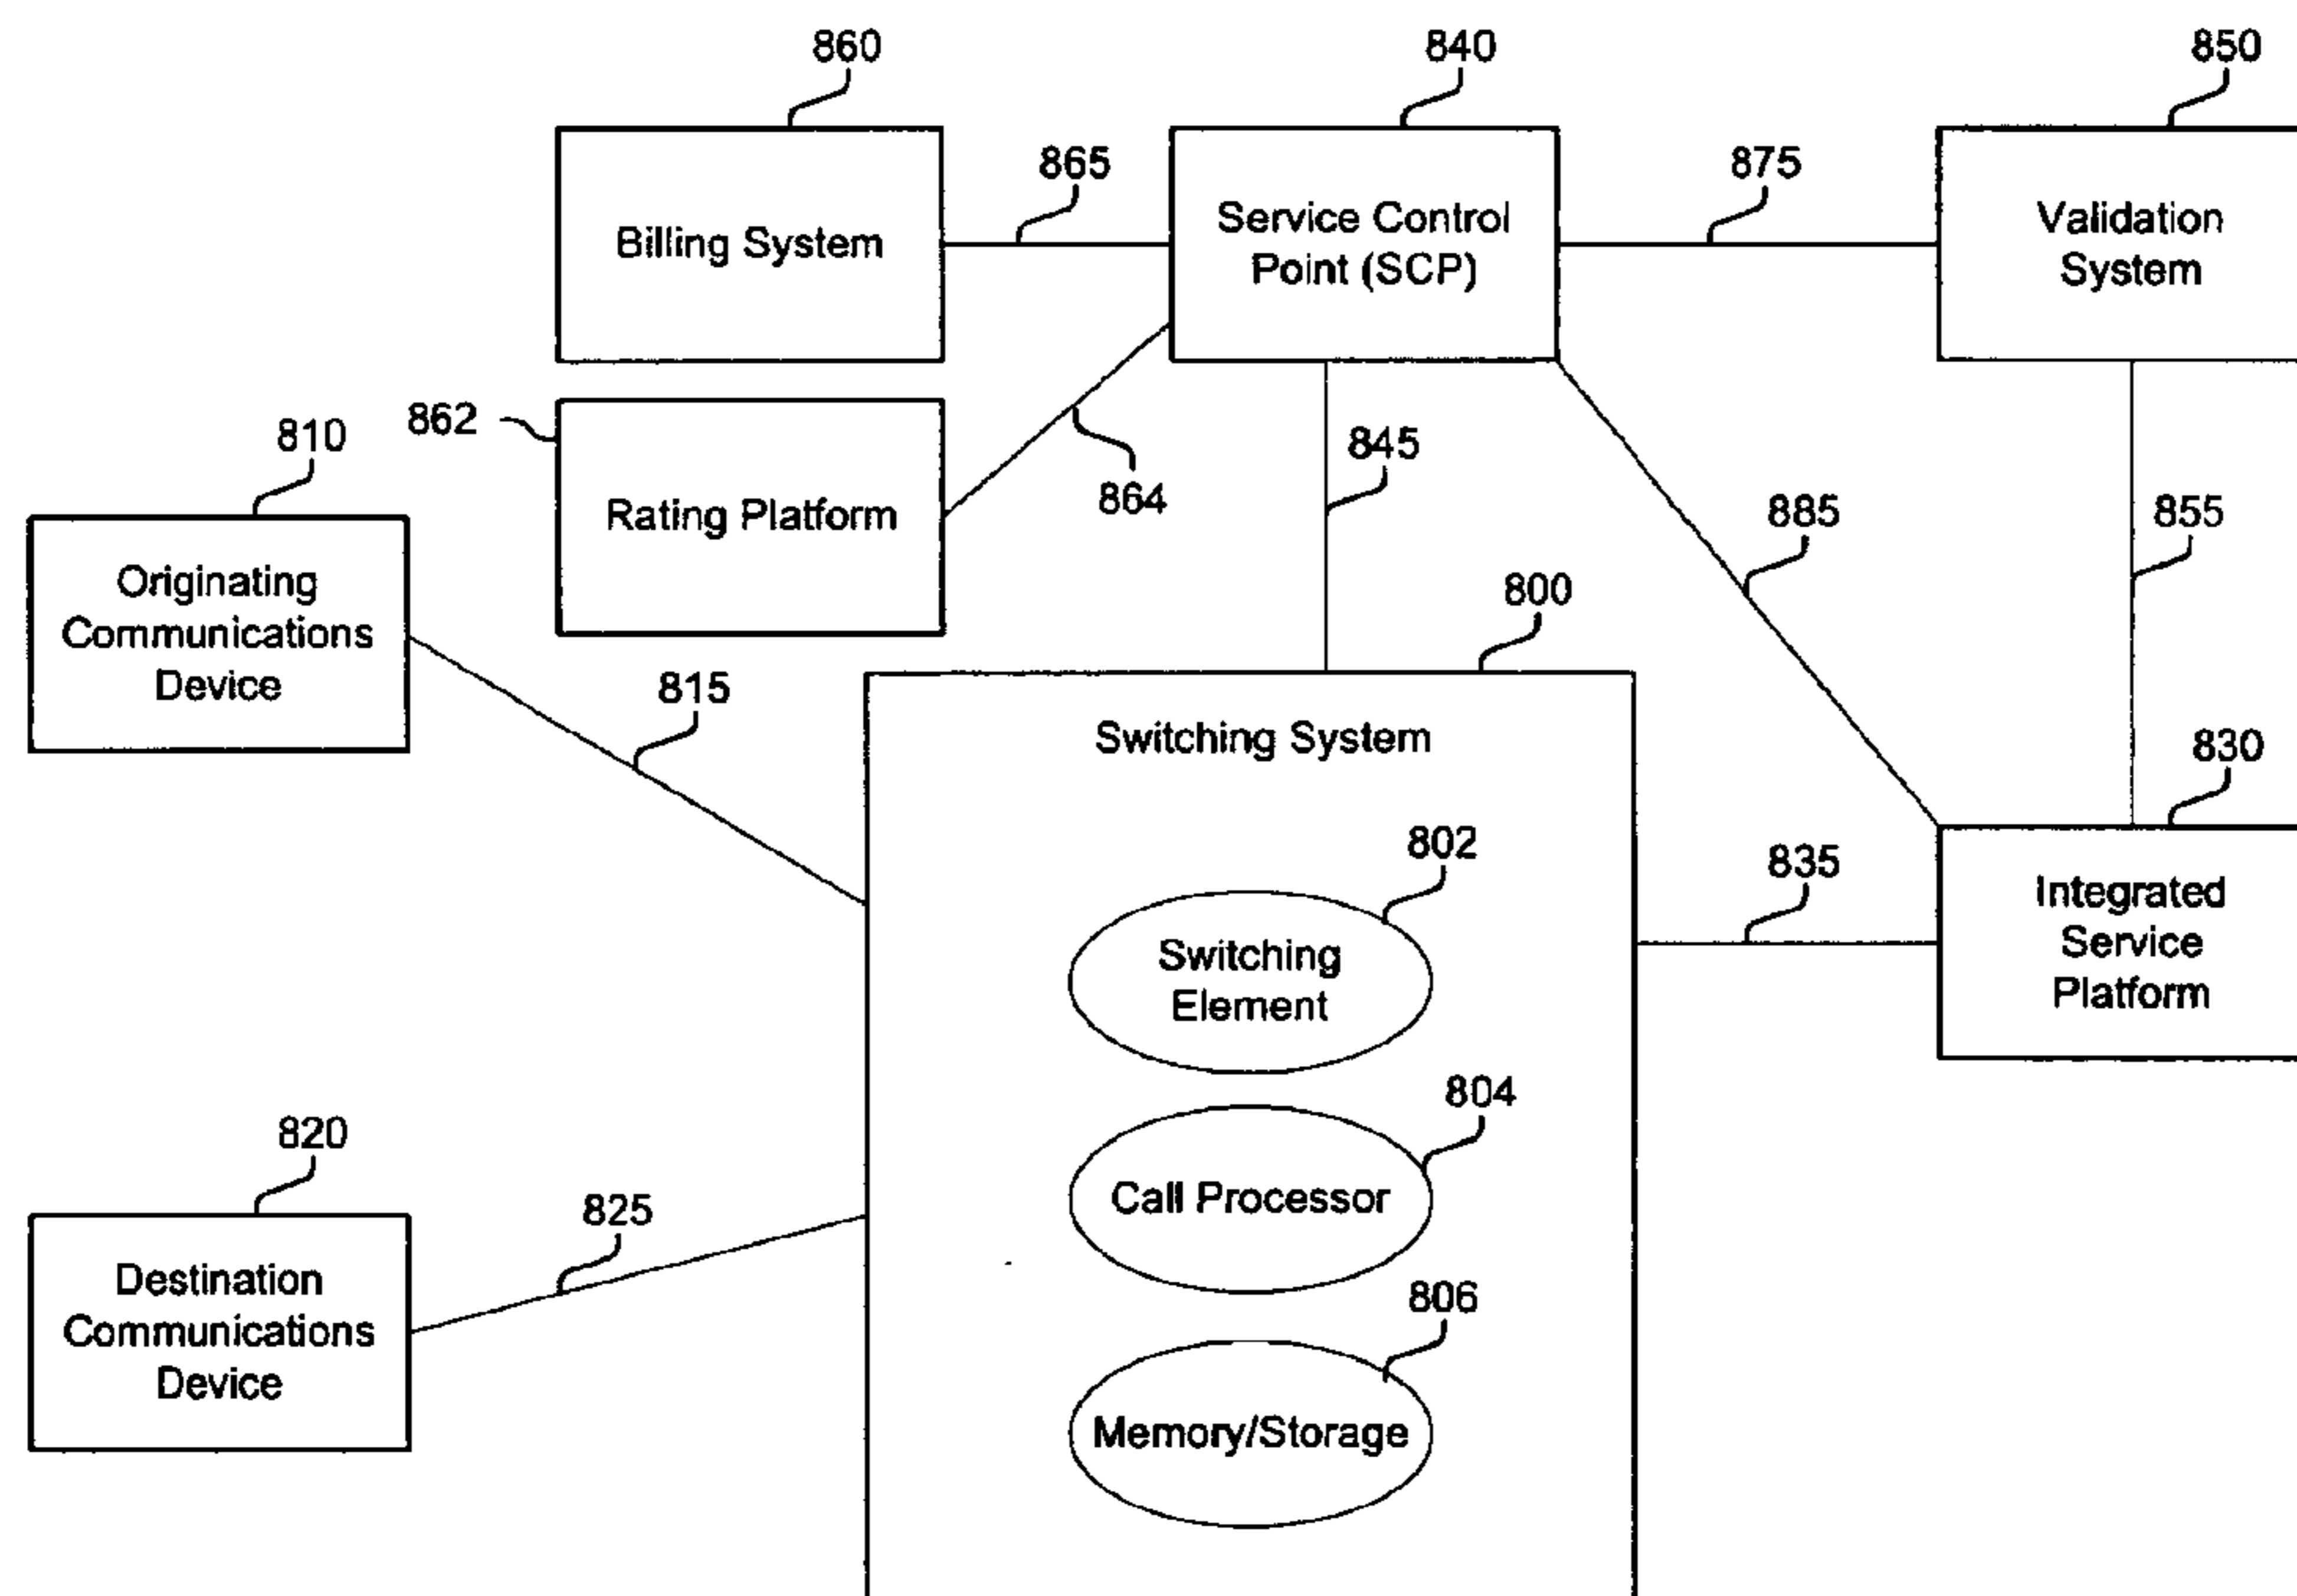 860
840
850
865
875
Billing System
Service Control
Point (SCP)
Validation
System
862
864
845
885
855
Rating Platform
810
Originating
Communications
Device
815
800
Switching System
830
835
Integrated
Service
Platform
802
Switching
Element
804
Call Processor
806
Memory/Storage
820
825
Destination
Communications
Device